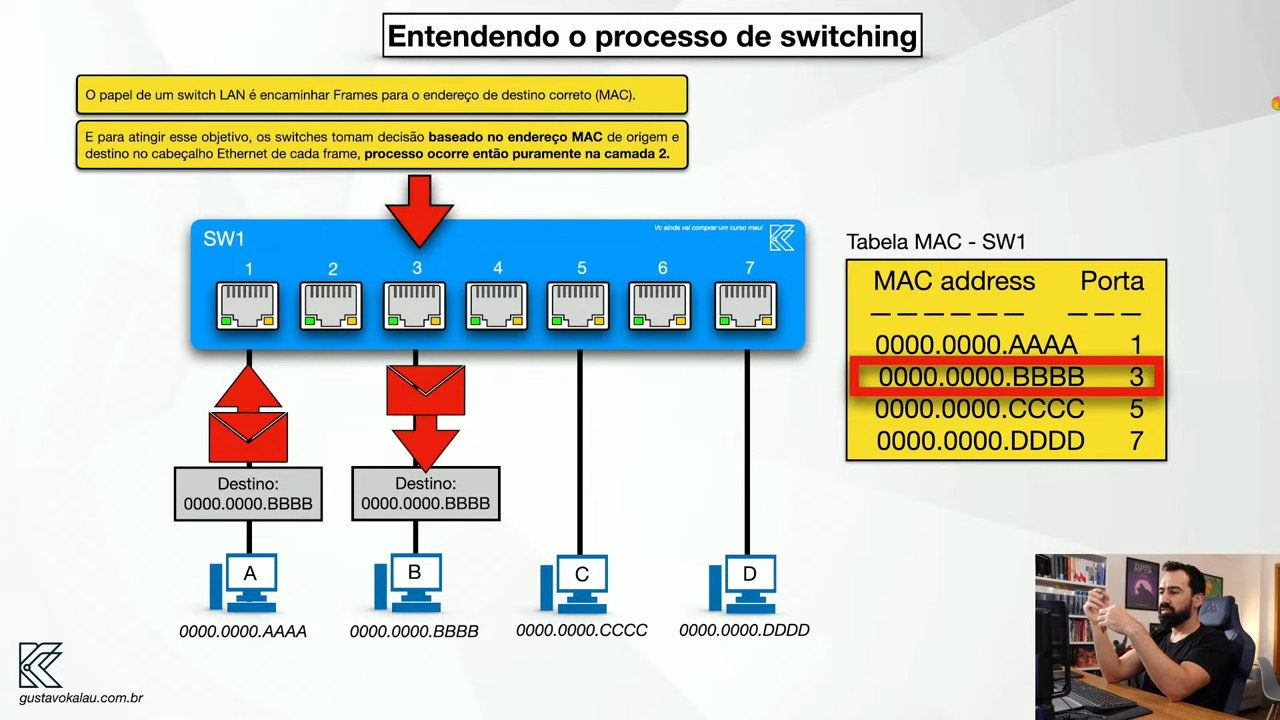 Entendendo o processo de switching
O papel de um switch LAN é encaminhar Frames para o endereço de destino correto (MAC).
E para atingir esse objetivo, os switches tomam decisão baseado no endereço MAC de origem e
destino no cabeçalho Ethernet de cada frame, processo ocorre então puramente na camada 2.
SW1
Vc ainda vai comprar um curso meu!
1 2 3 4 5 6 7
Tabela MAC - SW1
MAC address Porta
0000.0000.AAAA 1
0000.0000.BBBB 3
0000.0000.CCCC 5
0000.0000.DDDD 7
Destino:
0000.0000.BBBB
Destino:
0000.0000.BBBB
A B C D
0000.0000.AAAA 0000.0000.BBBB 0000.0000.CCCC 0000.0000.DDDD
gustavokalau.com.br